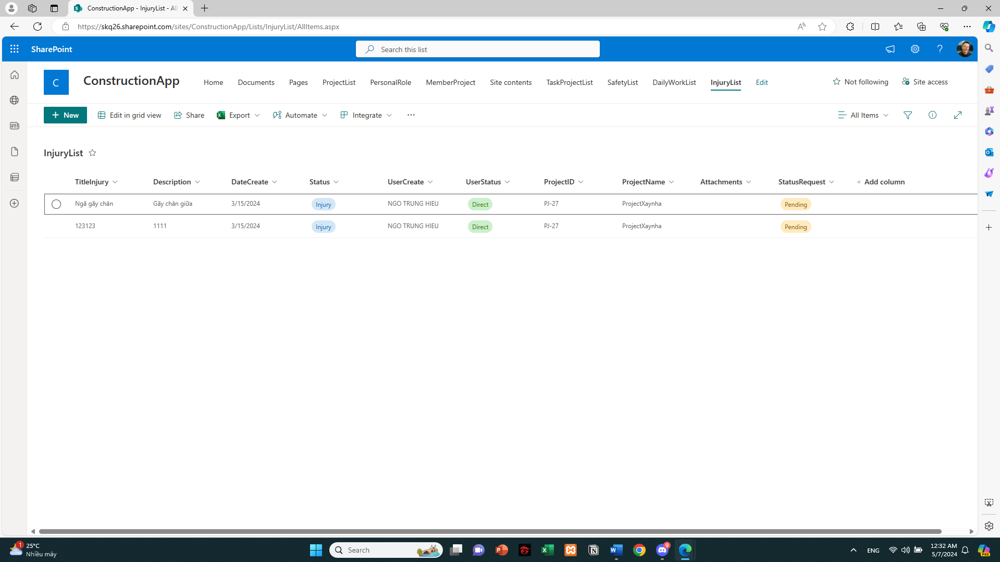 ConstructionApp - InjuryList - Al
https://skq26.sharepoint.com/sites/ConstructionApp/Lists/InjuryList/AllItems.aspx
SharePoint
Search this list
C
ConstructionApp
Home Documents Pages ProjectList PersonalRole MemberProject Site contents TaskProjectList SafetyList DailyWorkList InjuryList Edit
Not following Site access
New Edit in grid view Share Export Automate Integrate ··· All Items
InjuryList
TitleInjury Description DateCreate Status UserCreate UserStatus ProjectID ProjectName Attachments StatusRequest + Add column
Ngã gãy chân Gãy chân giữa 3/15/2024 Injury NGO TRUNG HIEU Direct PJ-27 ProjectXaynha Pending
123123 1111 3/15/2024 Injury NGO TRUNG HIEU Direct PJ-27 ProjectXaynha Pending
1
25°C
Nhiều mây
Search
9
ENG
12:32 AM
5/7/2024
PRE